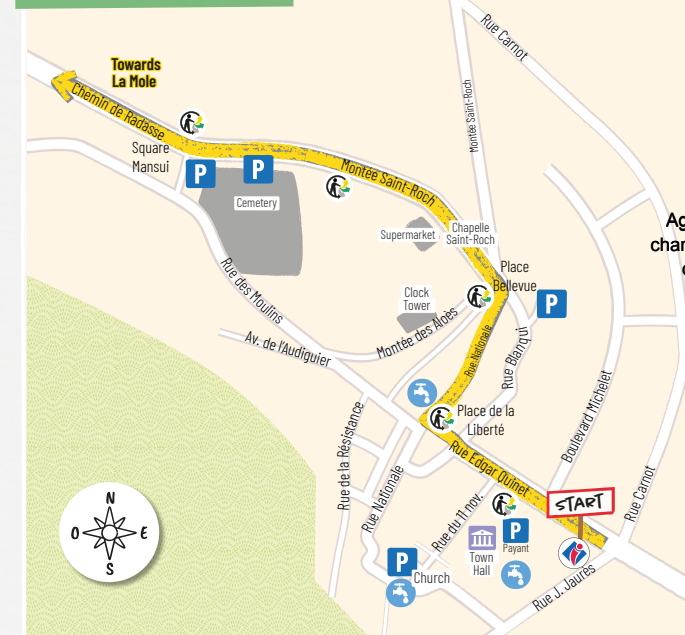 Rue Carnot
Towards
La Mole
Chemin de Radasse
Montée Saint-Roch
Square
Mansui
P
P
Montée Saint-Roch
Cemetery
Supermarket
Chapelle
Saint-Roch
Ag
char
Place
Bellevue
P
Rue des Moulins
Clock
Tower
Montée des Aloès
Av. de l'Audiguier
Rue Nationale
Rue Blanqui
Boulevard Michelet
Place de la
Liberté
Rue de la Résistance
Rue Nationale
Rue Edgar Quinet
START
Rue Carnot
Rue du 11 nov.
P
Payant
Town
Hall
P
Church
Rue J. Jaurès
N
O
E
S